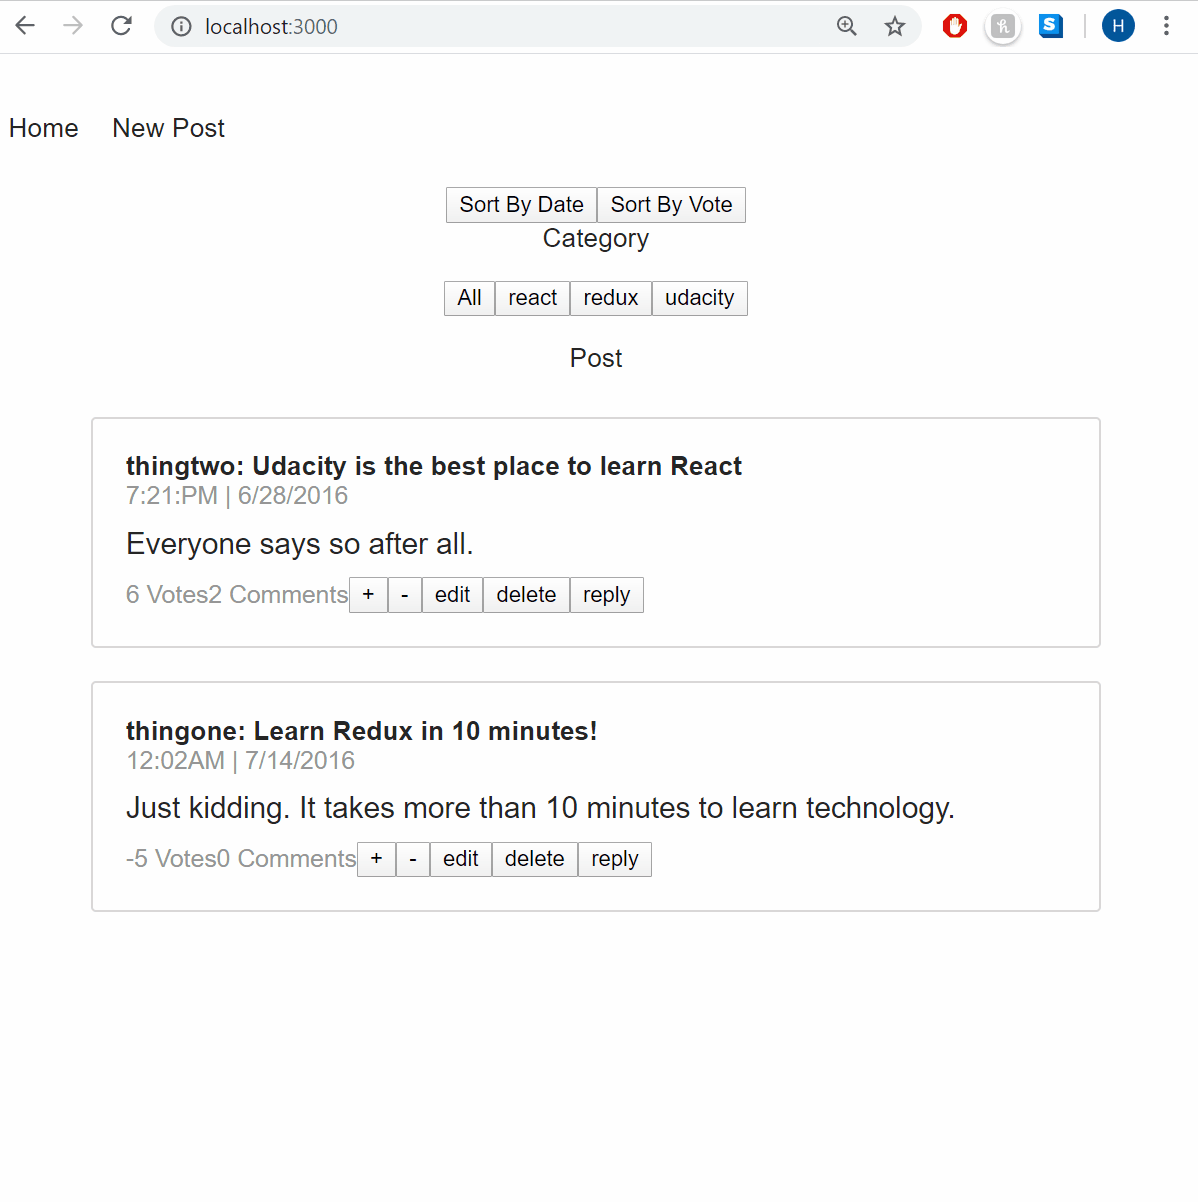 localhost:3000
S
H
Home New Post
Sort By Date Sort By Vote
Category
All react redux udacity
Post
thingtwo: Udacity is the best place to learn React
7:21:PM | 6/28/2016
Everyone says so after all.
6 Votes2 Comments + - edit delete reply
thingone: Learn Redux in 10 minutes!
12:02AM | 7/14/2016
Just kidding. It takes more than 10 minutes to learn technology.
-5 Votes0 Comments + - edit delete reply